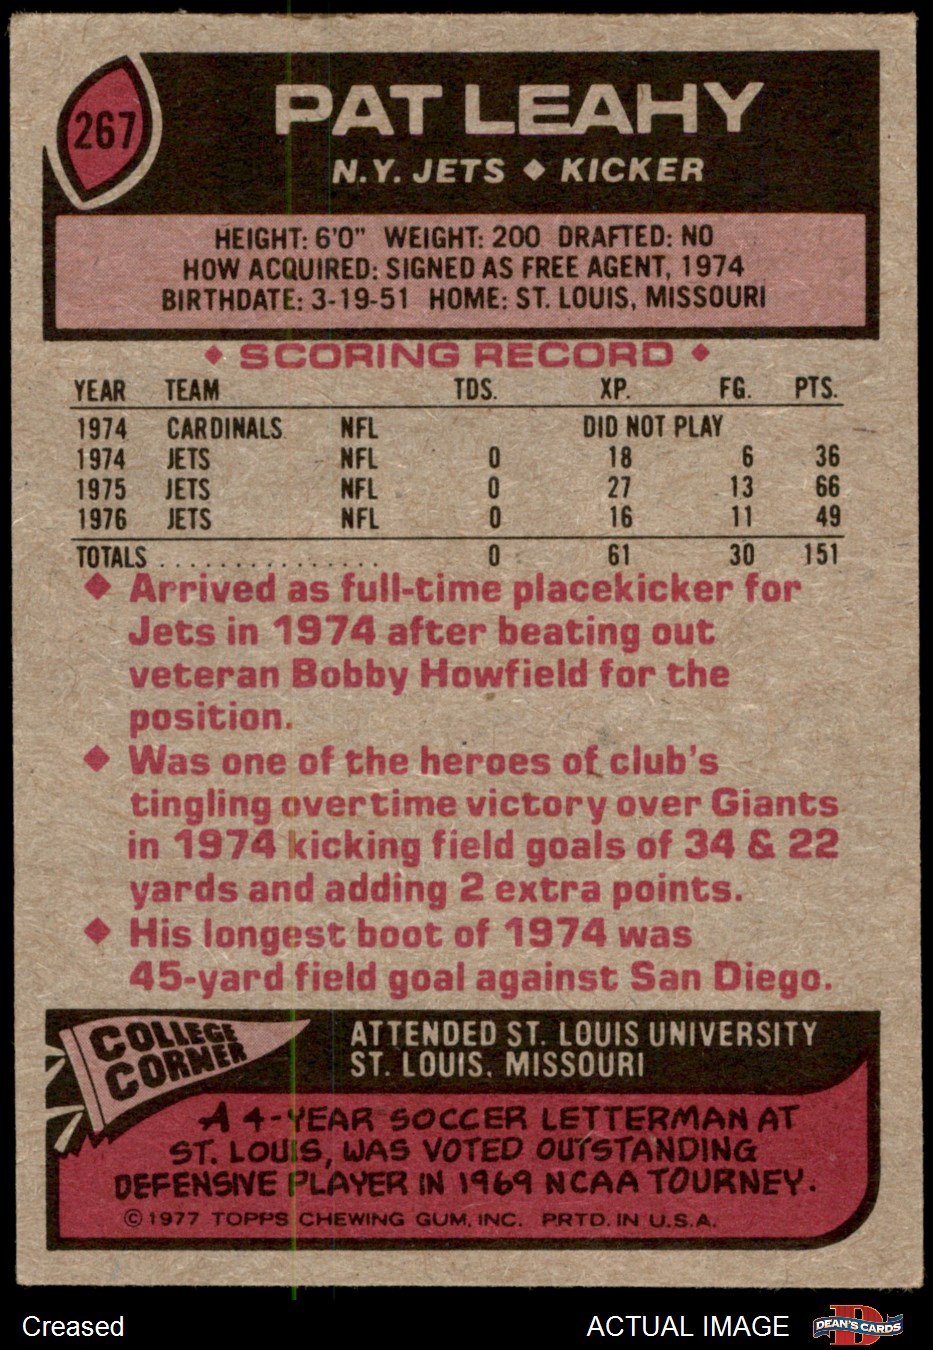 267
PAT LEAHY
N.Y. JETS ◆ KICKER
HEIGHT: 6'0" WEIGHT: 200 DRAFTED: NO
HOW ACQUIRED: SIGNED AS FREE AGENT, 1974
BIRTHDATE: 3-19-51 HOME: ST. LOUIS, MISSOURI
◆ SCORING RECORD ◆
YEAR TEAM TDS. XP. FG. PTS.
1974 CARDINALS NFL DID NOT PLAY
1974 JETS NFL 0 18 6 36
1975 JETS NFL 0 27 13 66
1976 JETS NFL 0 16 11 49
TOTALS ................ 0 61 30 151
◆ Arrived as full-time placekicker for
Jets in 1974 after beating out
veteran Bobby Howfield for the
position.
◆ Was one of the heroes of club's
tingling overtime victory over Giants
in 1974 kicking field goals of 34 & 22
yards and adding 2 extra points.
◆ His longest boot of 1974 was
45-yard field goal against San Diego.
COLLEGE
CORNER
ATTENDED ST. LOUIS UNIVERSITY
ST. LOUIS, MISSOURI
A 4-YEAR SOCCER LETTERMAN AT
ST. LOUIS, WAS VOTED OUTSTANDING
DEFENSIVE PLAYER IN 1969 NCAA TOURNEY.
©1977 TOPPS CHEWING GUM, INC. PRTD. IN U.S.A.
Creased
ACTUAL IMAGE
D
DEAN'S CARDS